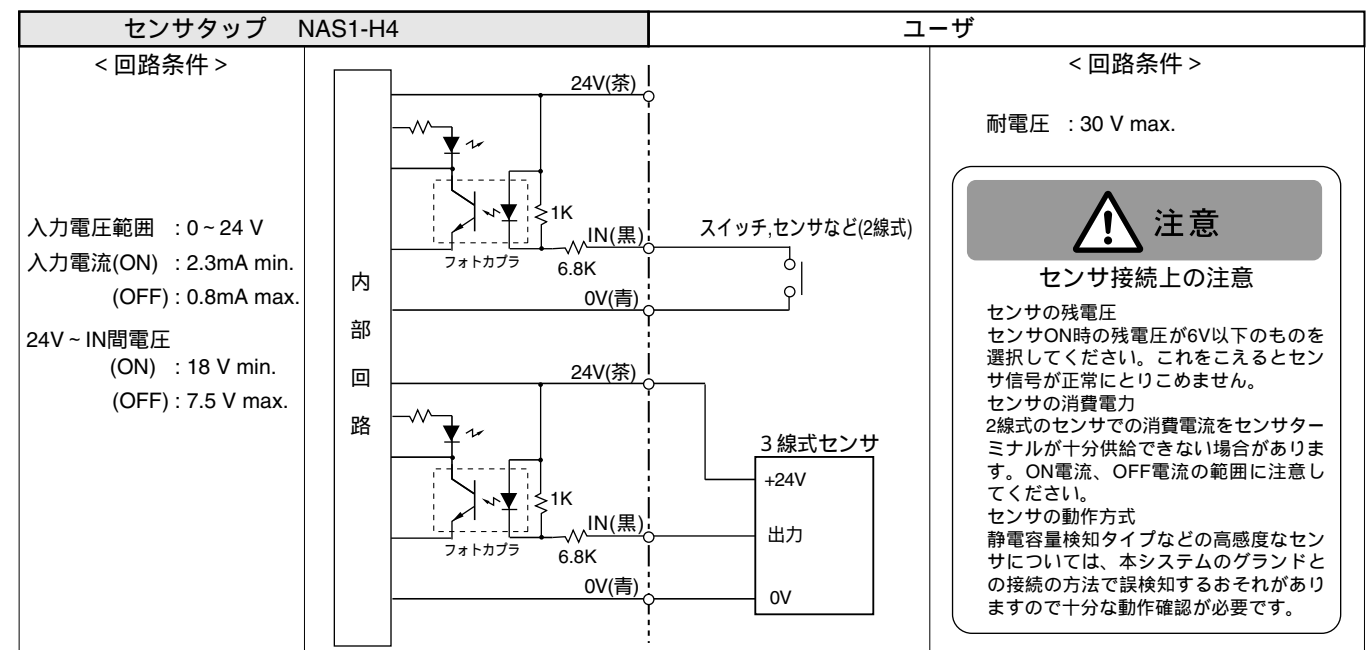 センサタップ NAS1-H4
ユーザ
<回路条件>
入力電圧範囲 : 0~24 V
入力電流(ON) : 2.3mA min.
(OFF) : 0.8mA max.
24V~IN間電圧
(ON) : 18 V min.
(OFF) : 7.5 V max.
内
部
回
路
24V(茶)
1K
IN(黒)
フォトカプラ
6.8K
0V(青)
スイッチ,センサなど(2線式)
24V(茶)
1K
IN(黒)
フォトカプラ
6.8K
0V(青)
3線式センサ
+24V
出力
0V
<回路条件>
耐電圧 : 30 V max.
注意
センサ接続上の注意
センサの残電圧
センサON時の残電圧が6V以下のものを
選択してください。これをこえるとセン
サ信号が正常にとりこめません。
センサの消費電力
2線式のセンサでの消費電流をセンサター
ミナルが十分供給できない場合がありま
す。ON電流、OFF電流の範囲に注意し
てください。
センサの動作方式
静電容量検知タイプなどの高感度なセン
サについては、本システムのグランドと
の接続の方法で誤検知するおそれがあり
ますので十分な動作確認が必要です。